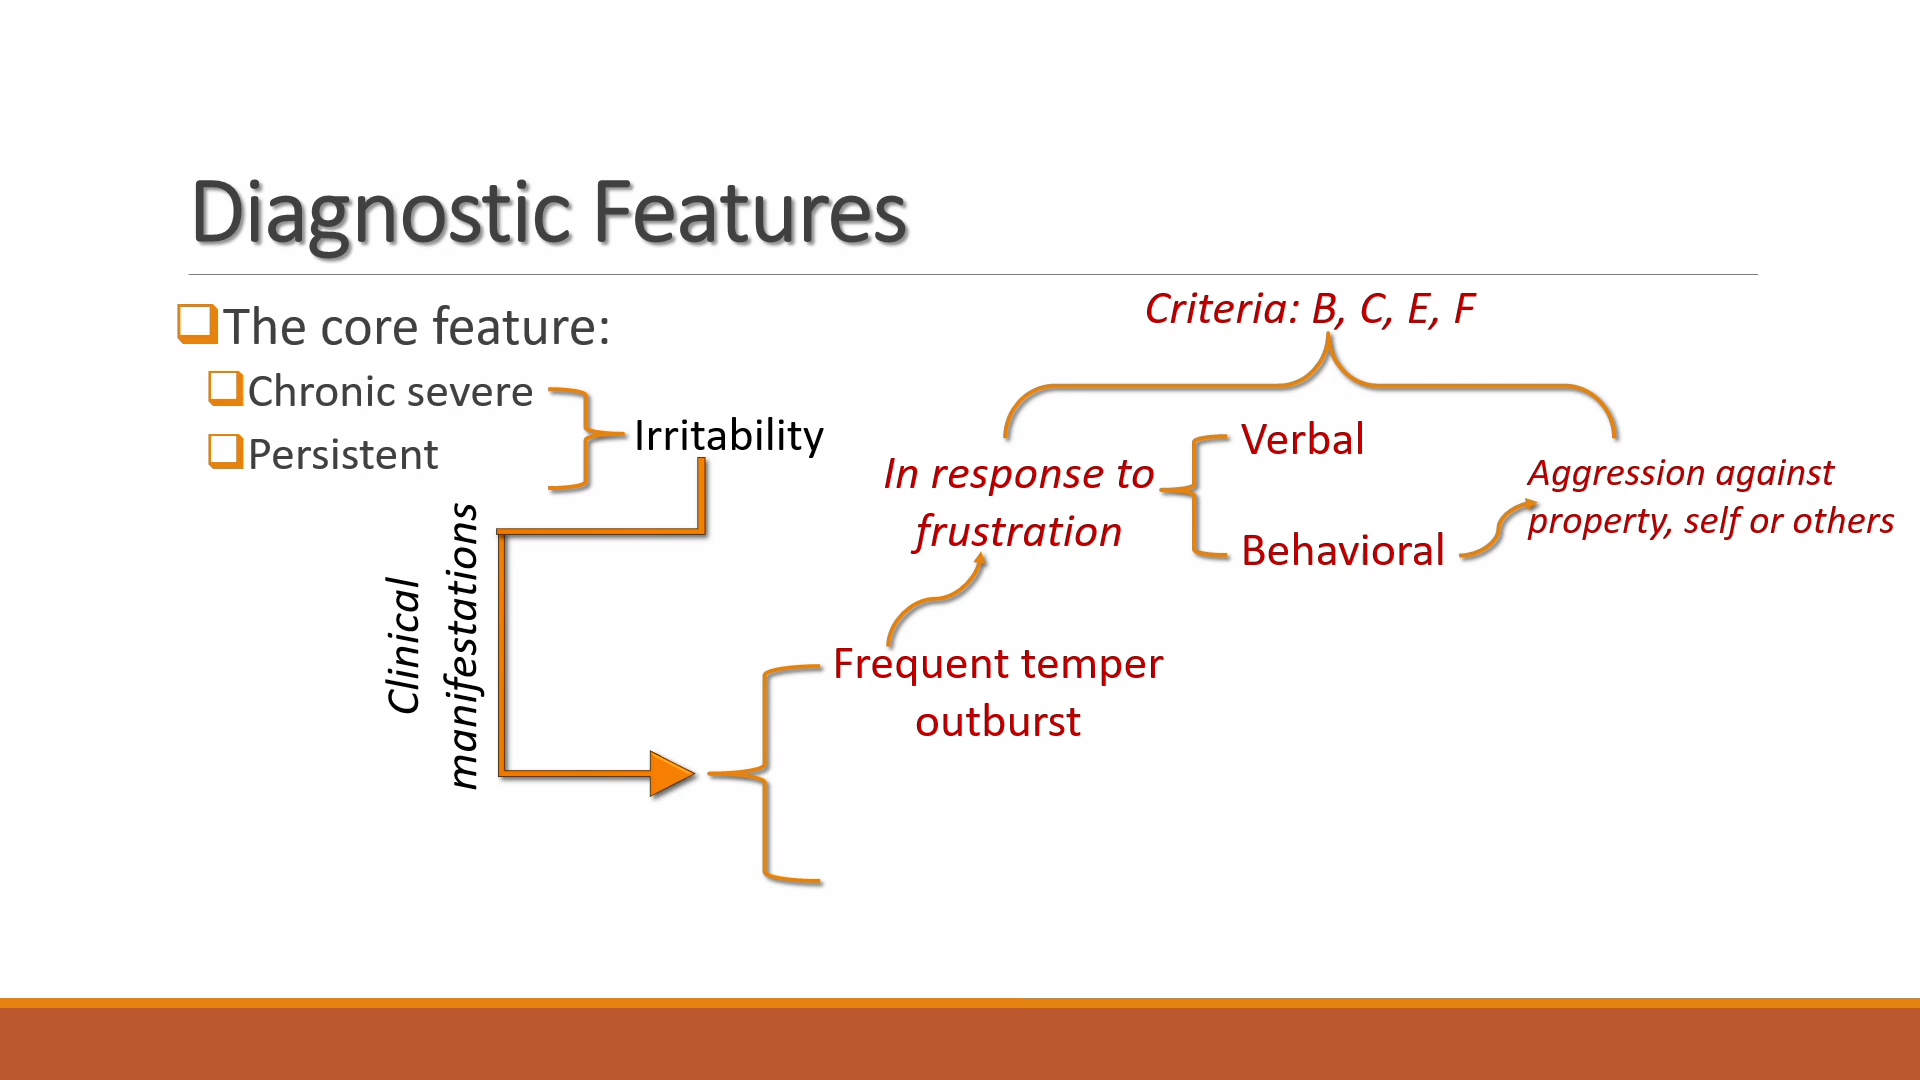 Diagnostic Features
The core feature:
Chronic severe
Persistent
Irritability
Clinical
manifestations
Frequent temper
outburst
In response to
frustration
Verbal
Behavioral
Aggression against
property, self or others
Criteria: B, C, E, F